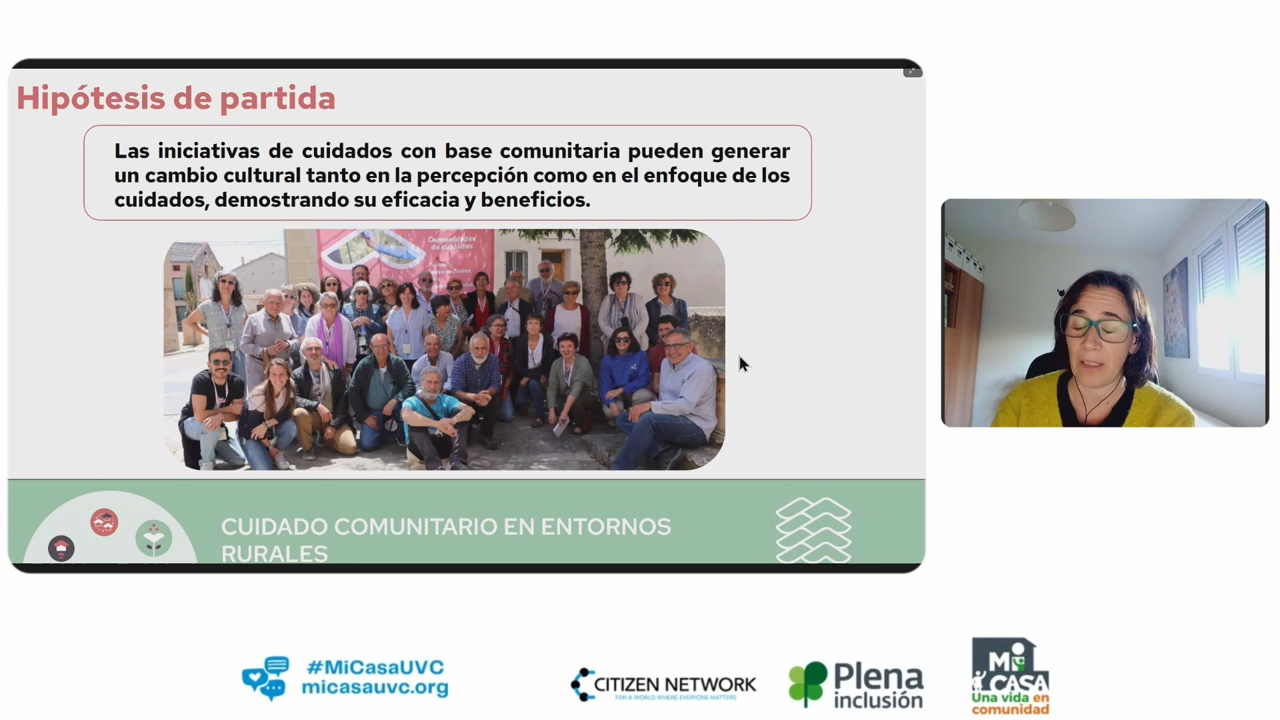 Hipótesis de partida
Las iniciativas de cuidados con base comunitaria pueden generar
un cambio cultural tanto en la percepción como en el enfoque de los
cuidados, demostrando su eficacia y beneficios.
Comunidades
de cuidados
CUIDADO COMUNITARIO EN ENTORNOS
RURALES
#MiCasaUVC
micasauvc.org
CITIZEN NETWORK
FOR A WORLD WHERE EVERYONE MATTERS
Plena
inclusión
Mi
CASA
Una vida en
comunidad